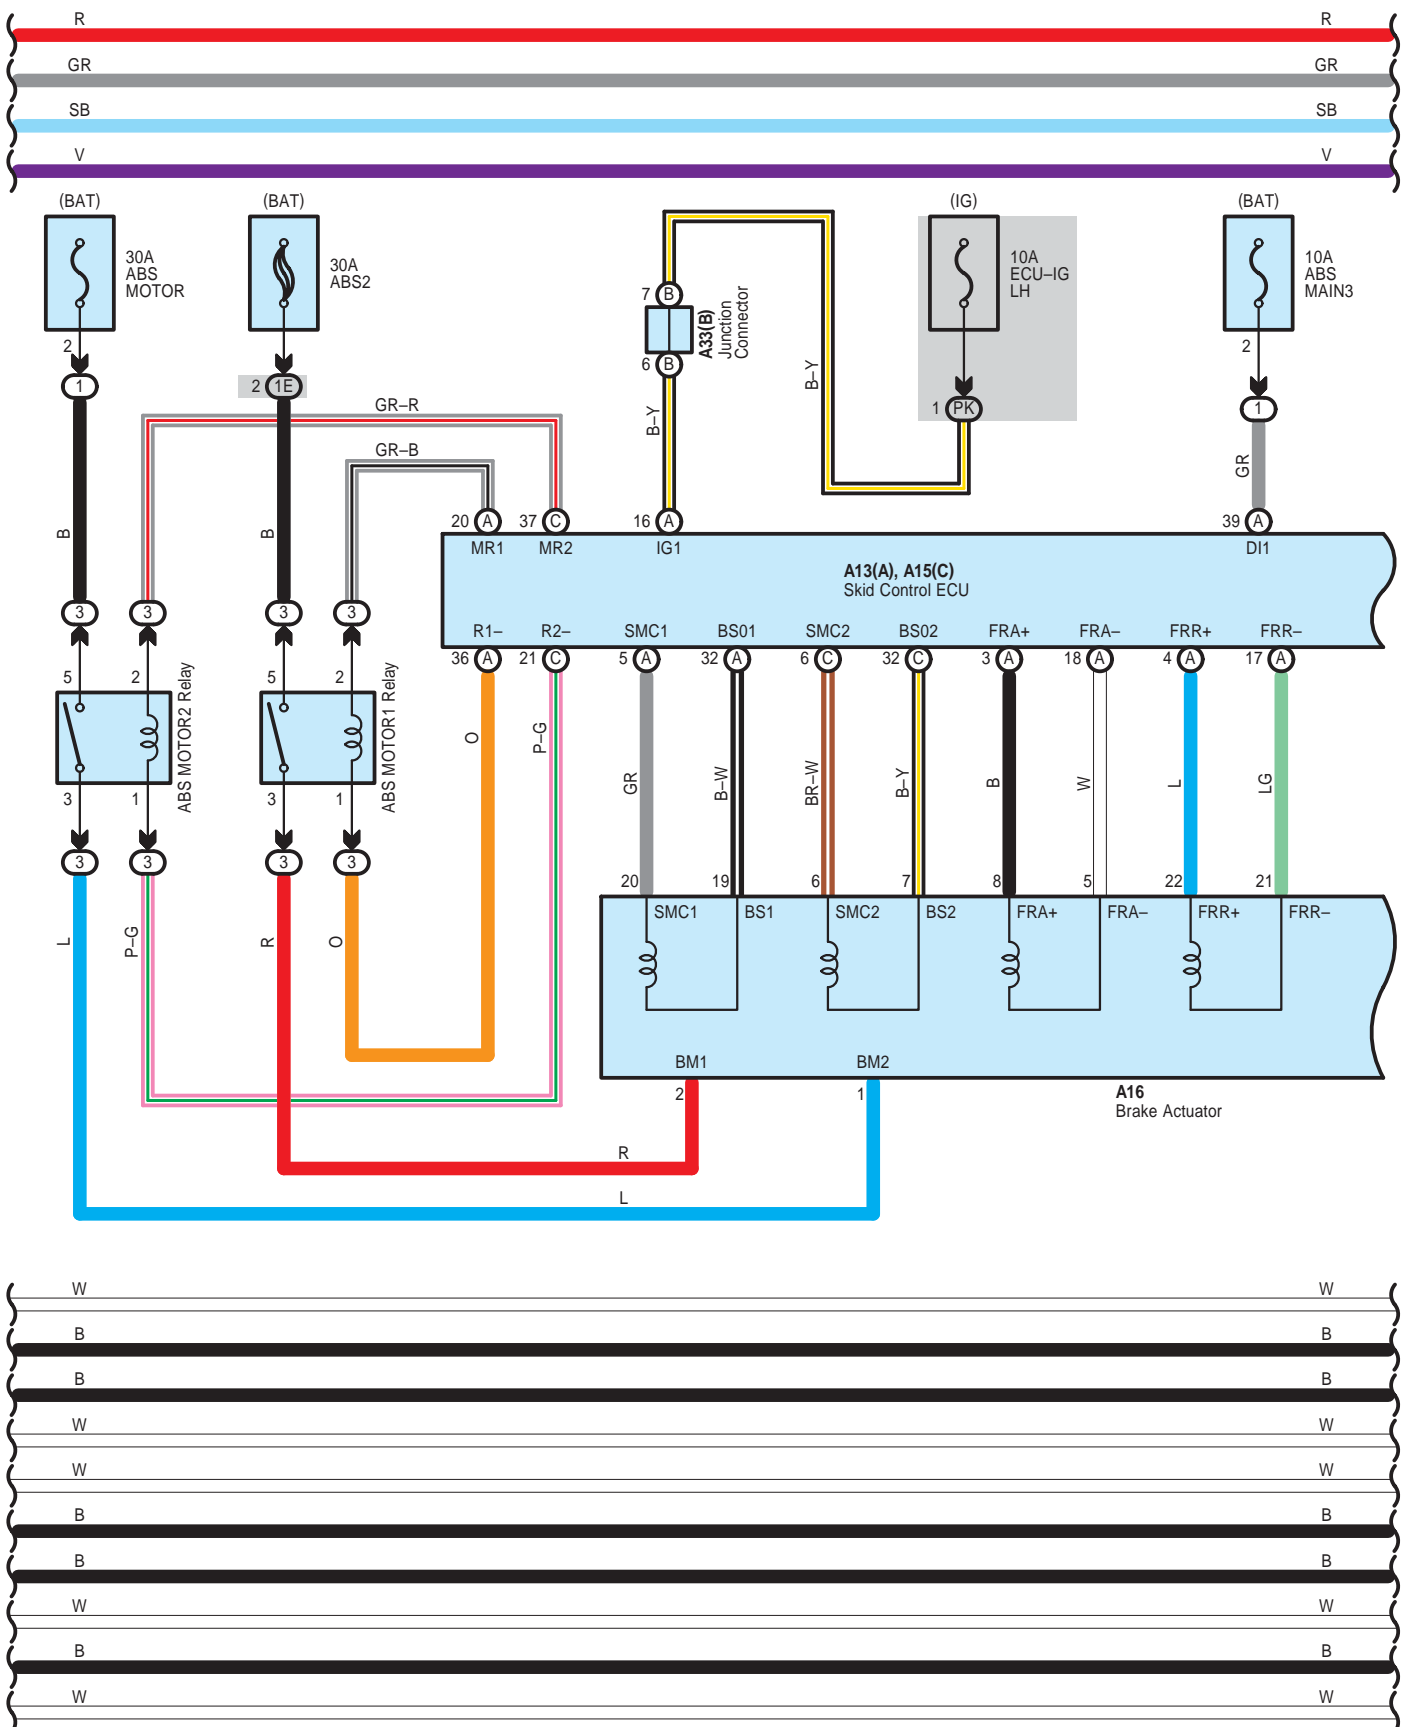 R R
GR GR
SB SB
V V
(BAT) (BAT) (IG) (BAT)
30A
ABS
MOTOR
30A
ABS2
10A
ECU–IG
LH
10A
ABS
MAIN3
7 B
A33(B)
Junction
Connector
6 B
2 2
1 2 1E 1 PK 1
GR–R
GR–B
B–Y B–Y GR
B B
20 A 37 C 16 A 39 A
MR1 MR2 IG1 DI1
A13(A), A15(C)
Skid Control ECU
3 3 3 3
R1– R2– SMC1 BS01 SMC2 BS02 FRA+ FRA– FRR+ FRR–
36 A 21 C 5 A 32 A 6 C 32 C 3 A 18 A 4 A 17 A
5 2 5 2
ABS MOTOR2 Relay
ABS MOTOR1 Relay
O P–G GR B–W BR–W B–Y B W L LG
3 1 3 1
3 3 3 3
20 19 6 7 8 5 22 21
SMC1 BS1 SMC2 BS2 FRA+ FRA– FRR+ FRR–
L P–G R O
BM1 BM2
2 1
A16
Brake Actuator
R
L
W W
B B
B B
W W
W W
B B
B B
W W
B B
W W